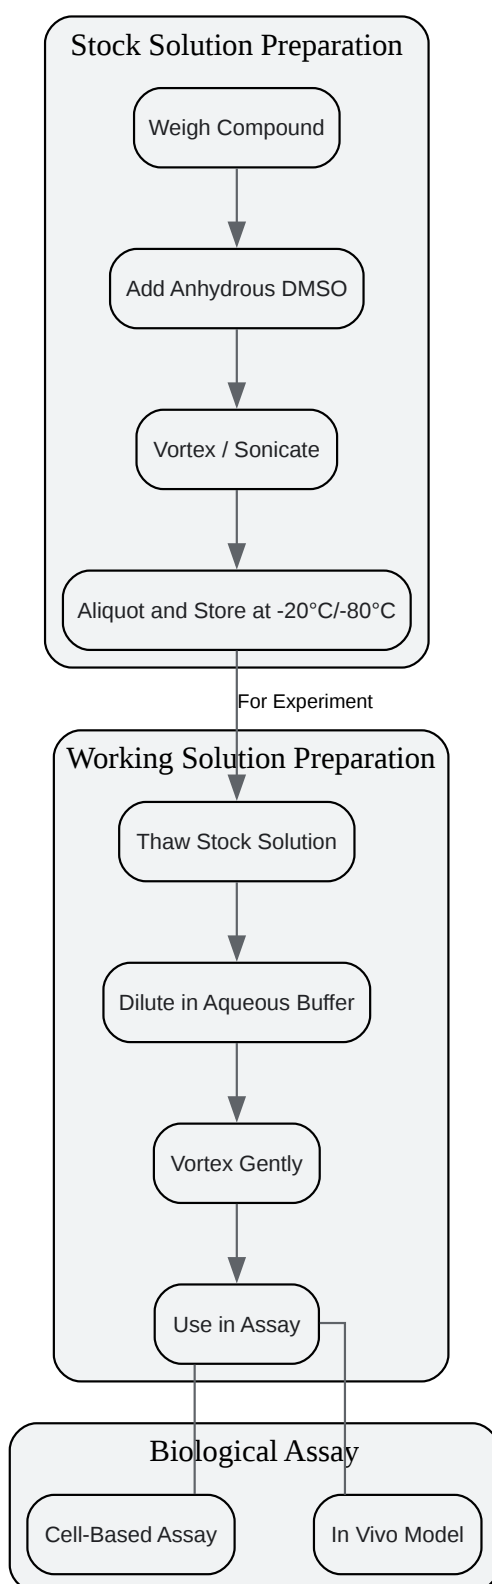 Stock Solution Preparation
Weigh Compound
Add Anhydrous DMSO
Vortex / Sonicate
Aliquot and Store at -20°C/-80°C
For Experiment
Working Solution Preparation
Thaw Stock Solution
Dilute in Aqueous Buffer
Vortex Gently
Use in Assay
Biological Assay
Cell-Based Assay
In Vivo Model